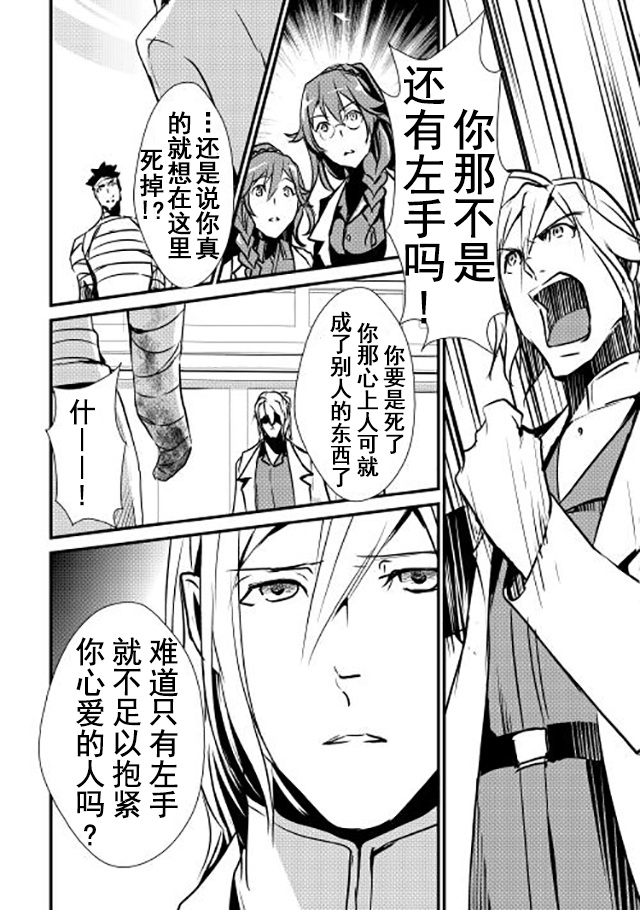 你那不是
还有左手吗！
…还是说你真
的就想在这里
死掉!?
你要是死了
你那心上人可就
成了别人的东西了
什——！
难道只有左手
就不足以抱紧
你心爱的人吗？